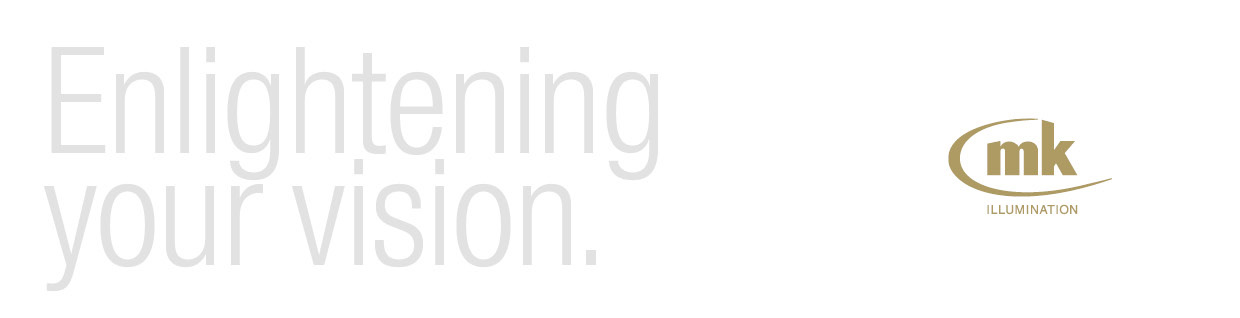 Enlightening
your vision.
mk
ILLUMINATION